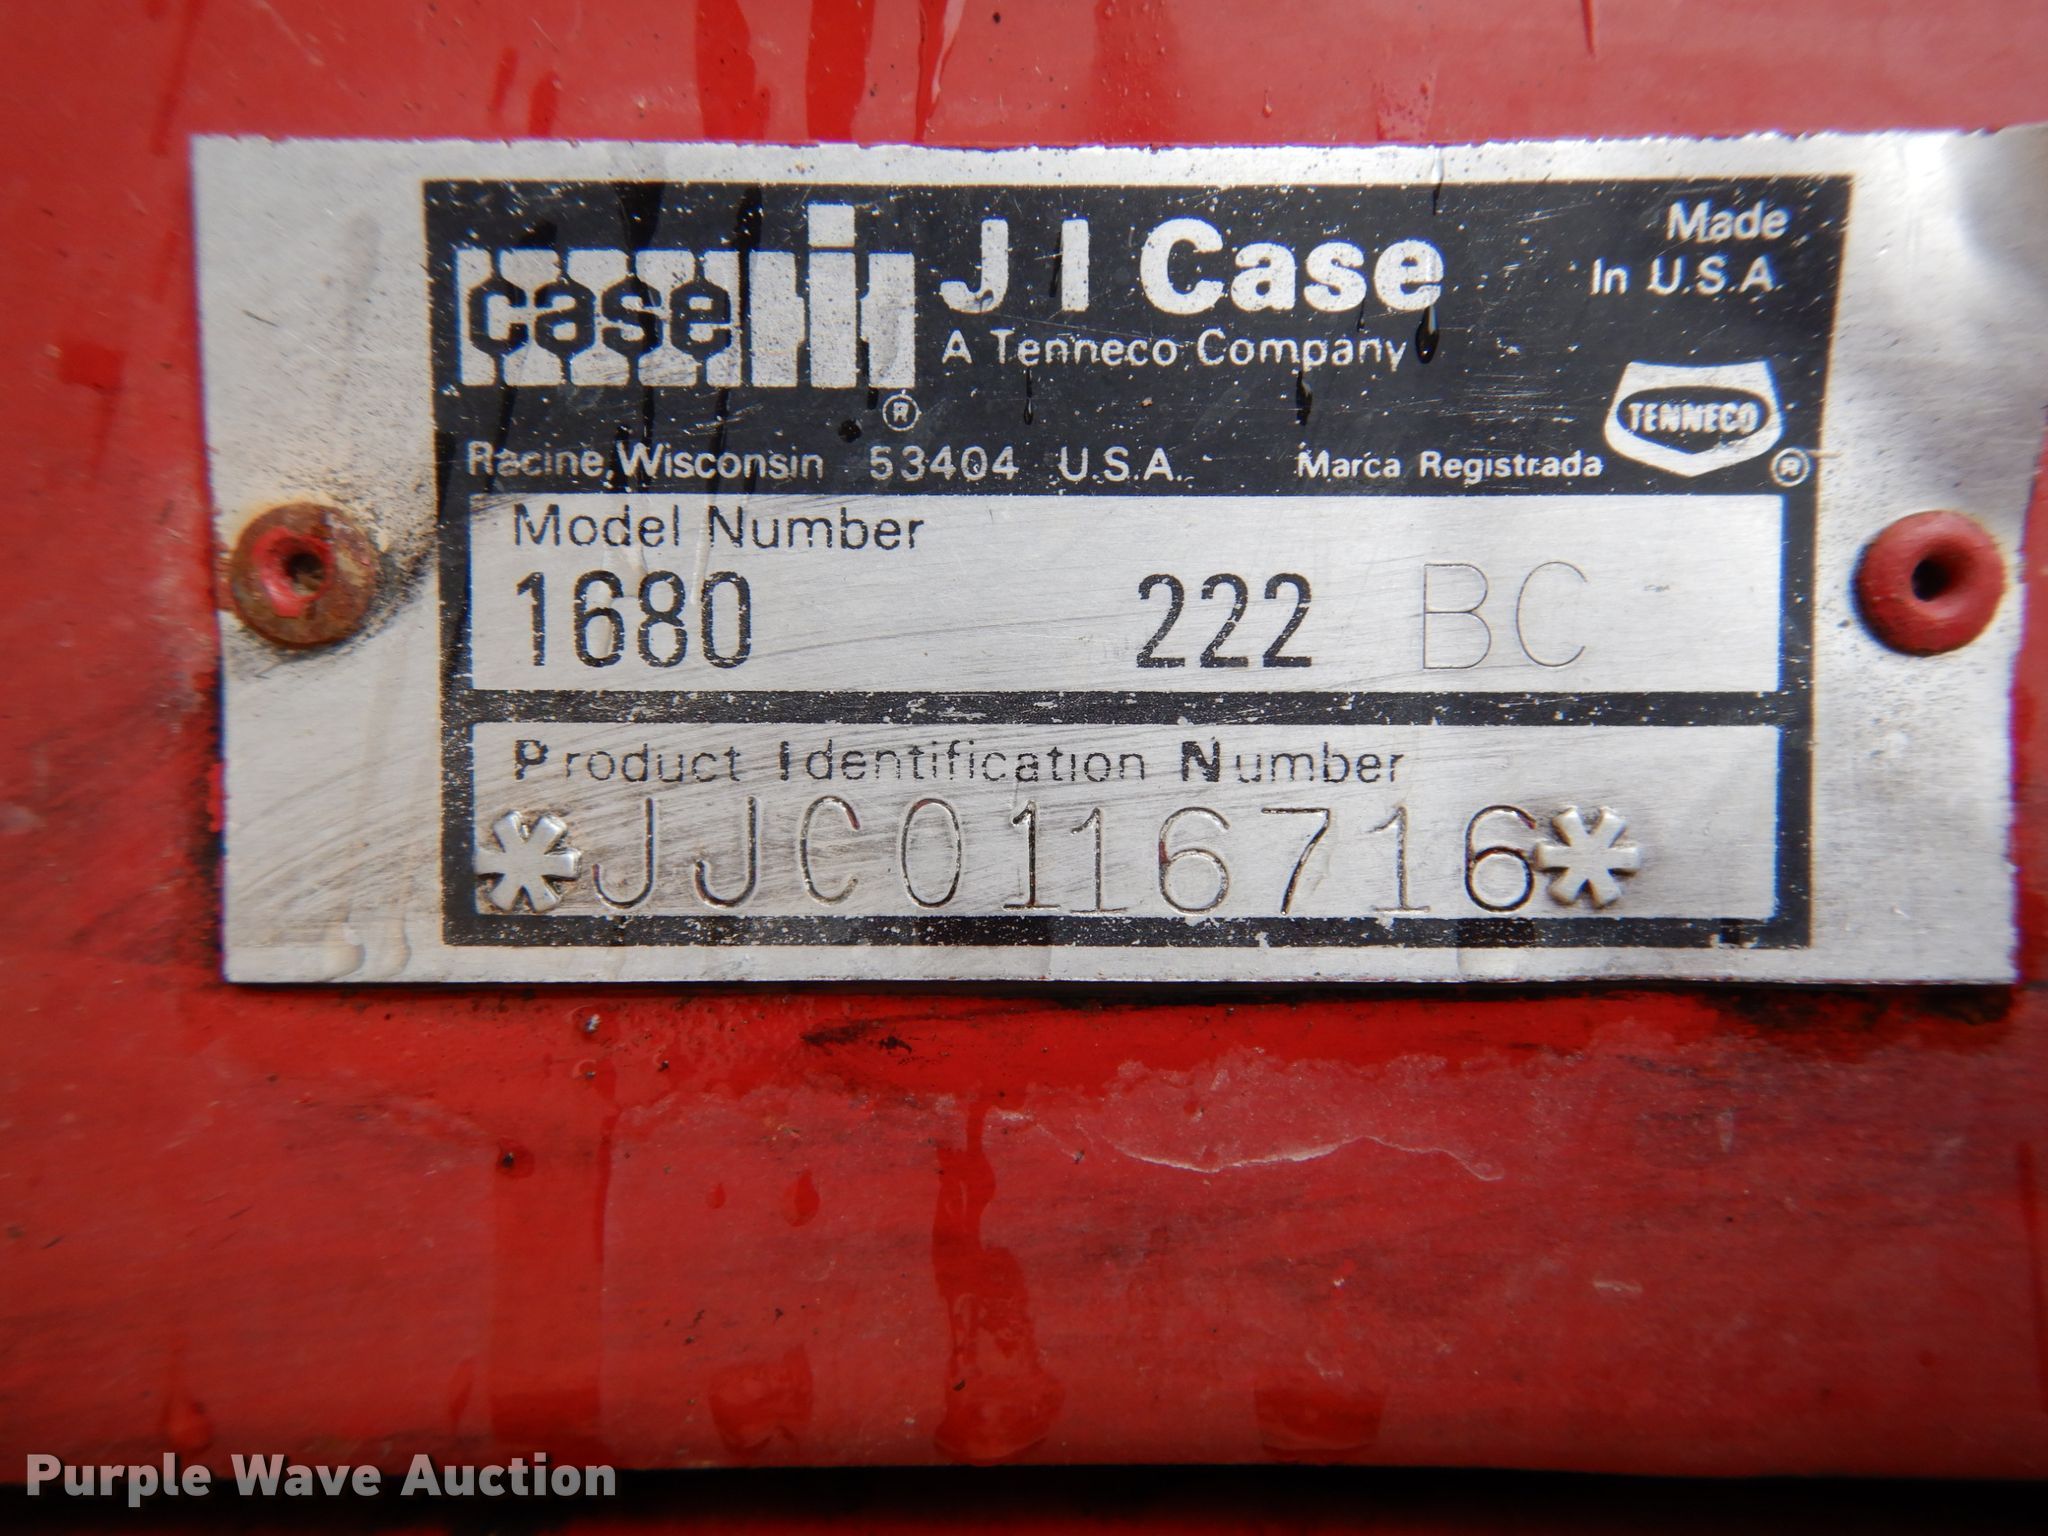 case ih ®
J I Case
A Tenneco Company
Made
In U.S.A.
TENNECO ®
Racine, Wisconsin 53404 U.S.A. Marca Registrada
Model Number
1680 222 BC
Product Identification Number
*JJC0116716*
Purple Wave Auction